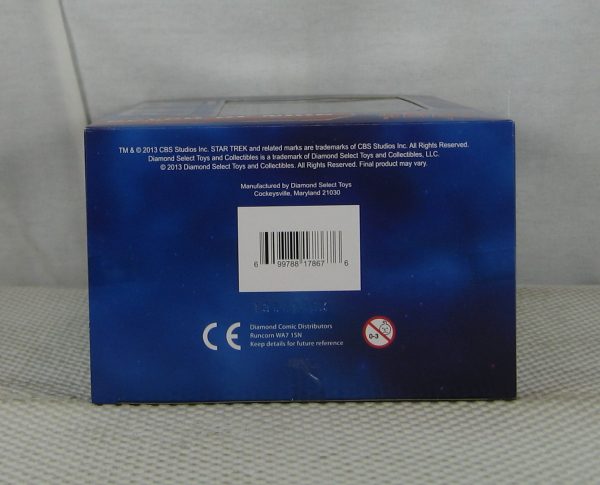 TM & © 2013 CBS Studios Inc. STAR TREK and related marks are trademarks of CBS Studios Inc. All Rights Reserved.
Diamond Select Toys and Collectibles is a trademark of Diamond Select Toys and Collectibles, LLC.
© 2013 Diamond Select Toys and Collectibles. All Rights Reserved. Final product may vary.
Manufactured by Diamond Select Toys
Cockeysville, Maryland 21030
6 99788 17867 6
CE
Diamond Comic Distributors
Runcorn WA7 1SN
Keep details for future reference
0-3